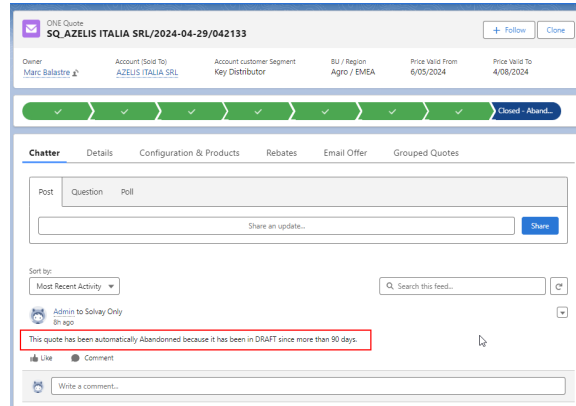 ONE Quote
SQ_AZELIS ITALIA SRL/2024-04-29/042133
+ Follow
Clone
Owner
Account (Sold To)
Account customer Segment
BU / Region
Price Valid From
Price Valid To
Marc Balastre
AZELIS ITALIA SRL
Key Distributor
Agro / EMEA
6/05/2024
4/08/2024
Closed - Aband...
Chatter
Details
Configuration & Products
Rebates
Email Offer
Grouped Quotes
Post
Question
Poll
Share an update...
Share
Sort by:
Most Recent Activity
Search this feed...
Admin to Solvay Only
8h ago
This quote has been automatically Abandonned because it has been in DRAFT since more than 90 days.
Like
Comment
Write a comment...